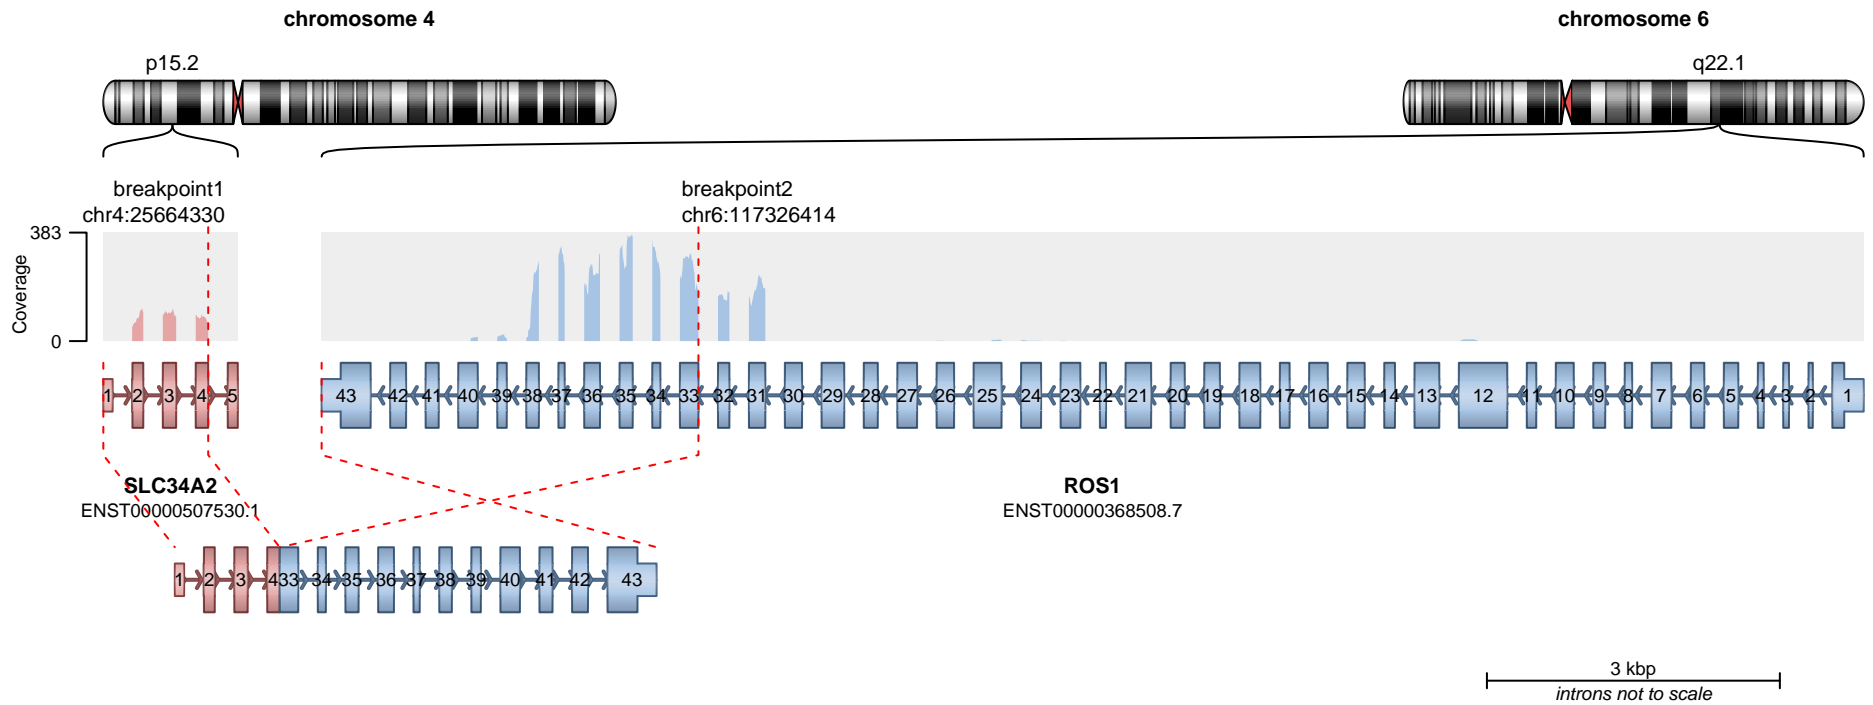 chromosome 4
chromosome 6
p15.2
q22.1
breakpoint1
chr4:25664330
breakpoint2
chr6:117326414
383
Coverage
0
1 2 3 4 5
43 42 41 40 39 38 37 36 35 34 33 32 31 30 29 28 27 26 25 24 23 22 21 20 19 18 17 16 15 14 13 12 11 10 9 8 7 6 5 4 3 2 1
SLC34A2
ENST00000507530.1
ROS1
ENST00000368508.7
1 2 3 4 33 34 35 36 37 38 39 40 41 42 43
3 kbp
introns not to scale